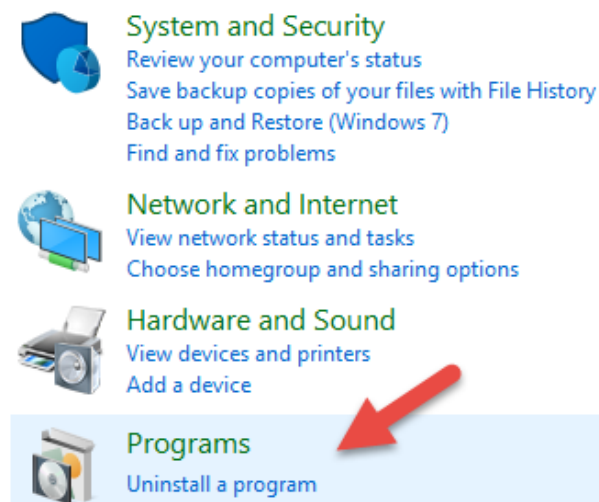 System and Security
Review your computer's status
Save backup copies of your files with File History
Back up and Restore (Windows 7)
Find and fix problems
Network and Internet
View network status and tasks
Choose homegroup and sharing options
Hardware and Sound
View devices and printers
Add a device
Programs
Uninstall a program